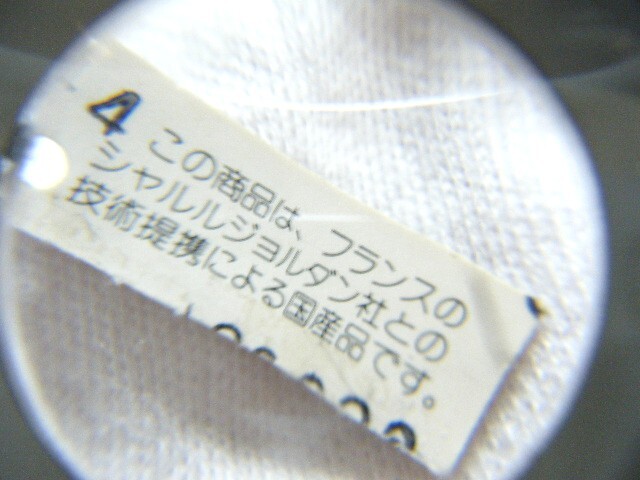 4
この商品は、フランスの
シャルルジョルダン社との
技術提携による国産品です。